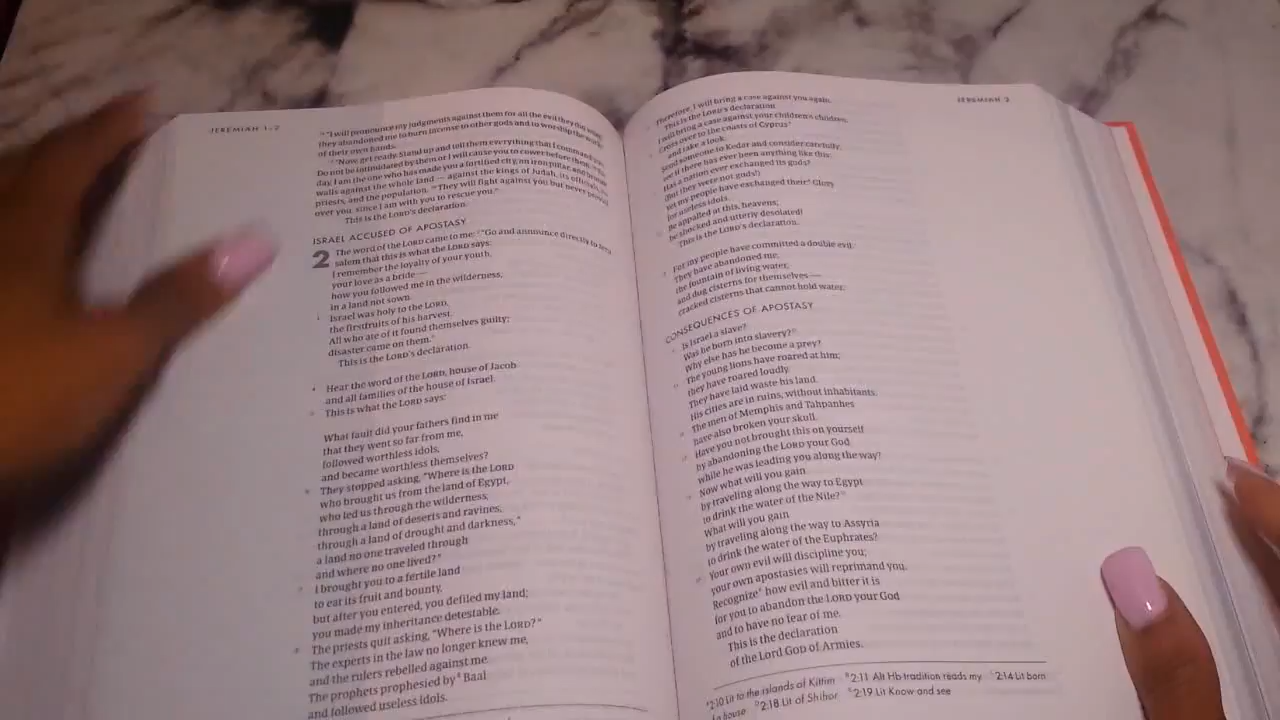 JEREMIAH 1–2
16 "I will pronounce my judgments against them for all the evil they did when
they abandoned me to burn incense to other gods and to worship the works
of their own hands.
17 "Now, get ready. Stand up and tell them everything that I command you.
Do not be intimidated by them or I will cause you to cower before them.
day, I am the one who has made you a fortified city, an iron pillar, and bronze
walls against the whole land — against the kings of Judah, its officials, its
priests, and the population. 19 They will fight against you but never prevail
over you, since I am with you to rescue you."
This is the LORD's declaration.
ISRAEL ACCUSED OF APOSTASY
2 The word of the LORD came to me: 2 "Go and announce directly to Jeru-
salem that this is what the LORD says:
I remember the loyalty of your youth,
your love as a bride —
how you followed me in the wilderness,
in a land not sown.
3 Israel was holy to the LORD,
the firstfruits of his harvest.
All who ate of it found themselves guilty;
disaster came on them."
This is the LORD's declaration.
4 Hear the word of the LORD, house of Jacob
and all families of the house of Israel.
5 This is what the LORD says:
What fault did your fathers find in me
that they went so far from me,
followed worthless idols,
and became worthless themselves?
6 They stopped asking, "Where is the LORD
who brought us from the land of Egypt,
who led us through the wilderness,
through a land of deserts and ravines,
through a land of drought and darkness,
a land no one traveled through
and where no one lived?"
7 I brought you to a fertile land
to eat its fruit and bounty,
but after you entered, you defiled my land;
you made my inheritance detestable.
8 The priests quit asking, "Where is the LORD?"
The experts in the law no longer knew me,
and the rulers rebelled against me.
The prophets prophesied by Baal
and followed useless idols.
JEREMIAH 2
9 Therefore, I will bring a case against you again.
This is the LORD's declaration.
I will bring a case against your children's children.
10 Cross over to the coasts of Cyprus
and take a look.
Send someone to Kedar and consider carefully;
see if there has ever been anything like this:
11 Has a nation ever exchanged its gods?
(But they were not gods!)
Yet my people have exchanged their Glory
for useless idols.
12 Be appalled at this, heavens;
be shocked and utterly desolated!
This is the LORD's declaration.
13 For my people have committed a double evil:
They have abandoned me,
the fountain of living water,
and dug cisterns for themselves —
cracked cisterns that cannot hold water.
CONSEQUENCES OF APOSTASY
14 Is Israel a slave?
Was he born into slavery?
Why else has he become a prey?
15 The young lions have roared at him;
they have roared loudly.
They have laid waste his land.
His cities are in ruins, without inhabitants.
16 The men of Memphis and Tahpanhes
have also broken your skull.
17 Have you not brought this on yourself
by abandoning the LORD your God
while he was leading you along the way?
18 Now what will you gain
by traveling along the way to Egypt
to drink the water of the Nile?
What will you gain
by traveling along the way to Assyria
to drink the water of the Euphrates?
19 Your own evil will discipline you;
your own apostasies will reprimand you.
Recognize how evil and bitter it is
for you to abandon the LORD your God
and to have no fear of me.
This is the declaration
of the Lord GOD of Armies.
2:10 Lit to the islands of Kittim 2:11 Alt Hb tradition reads my 2:14 Lit born
house 2:18 Lit of Shihor 2:19 Lit Know and see